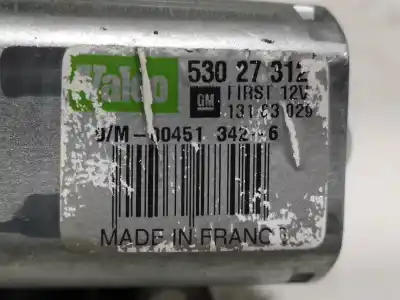 Valeo
530 27 312
GM
FIRST 12V
131 63 029
MADE IN FRANCE